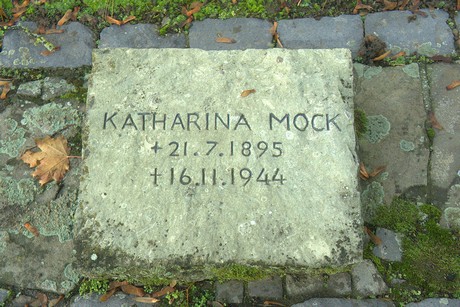 KATHARINA MOCK
+ 21.7.1895
+ 16.11.1944